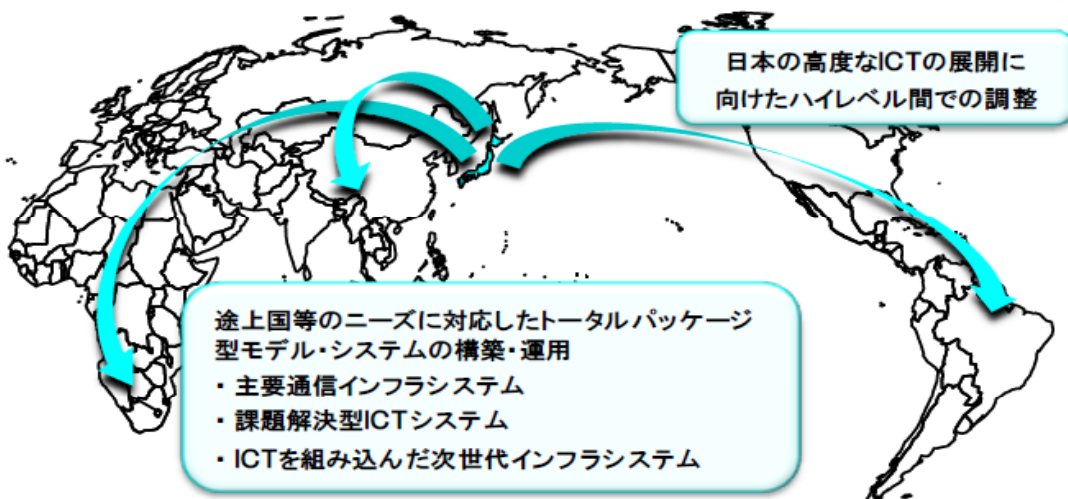 日本の高度なICTの展開に
向けたハイレベル間での調整
途上国等のニーズに対応したトータルパッケージ
型モデル・システムの構築・運用
・ 主要通信インフラシステム
・ 課題解決型ICTシステム
・ ICTを組み込んだ次世代インフラシステム